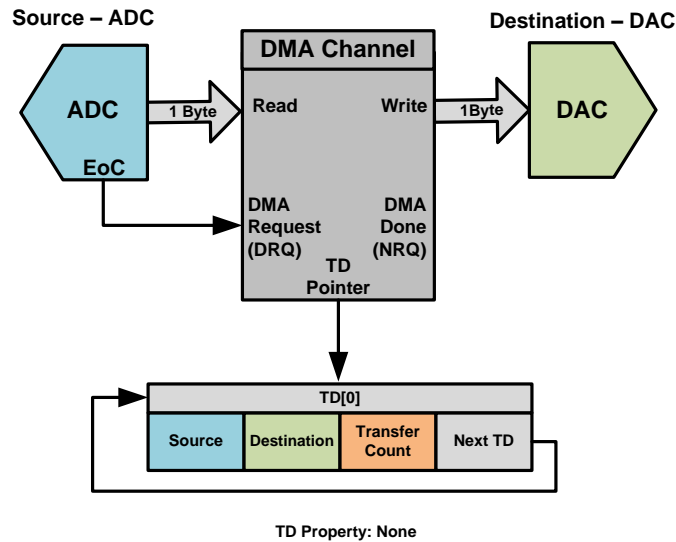 Source – ADC
Destination – DAC
DMA Channel
ADC
1 Byte
Read
Write
1Byte
DAC
EoC
DMA
Request
(DRQ)
DMA
Done
(NRQ)
TD
Pointer
TD[0]
Source
Destination
Transfer
Count
Next TD
TD Property: None